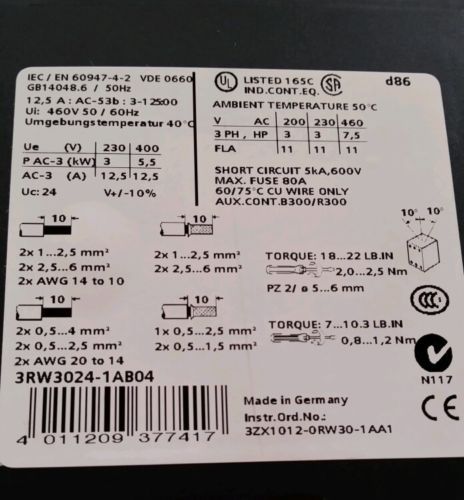 IEC / EN 60947-4-2 VDE 0660
GB14048.6 / 50Hz
12,5 A : AC-53b : 3-125:00
Ui: 460V 50 / 60Hz
Umgebungstemperatur 40°C
Ue (V) 230 400
P AC-3 (kW) 3 5,5
AC-3 (A) 12,5 12,5
Uc: 24 V+/-10%
UL LISTED 165C SA
IND.CONT.EQ.
d86
AMBIENT TEMPERATURE 50°C
V AC 200 230 460
3 PH , HP 3 3 7,5
FLA 11 11 11
SHORT CIRCUIT 5kA,600V
MAX. FUSE 80A
60/75°C CU WIRE ONLY
AUX.CONT.B300/R300
10
2x 1...2,5 mm²
2x 2,5...6 mm²
2x AWG 14 to 10
10
2x 1...2,5 mm²
2x 2,5...6 mm²
10° 10°
TORQUE: 18...22 LB.IN
2,0...2,5 Nm
PZ 2/ ø 5...6 mm
10
2x 0,5...4 mm²
2x 0,5...2,5 mm²
2x AWG 20 to 14
10
1x 0,5...2,5 mm²
2x 0,5...1,5 mm²
TORQUE: 7...10.3 LB.IN
0,8...1,2 Nm
CCC
N117
CE
3RW3024-1AB04
4 011209 377417
Made in Germany
Instr.Ord.No.:
3ZX1012-0RW30-1AA1